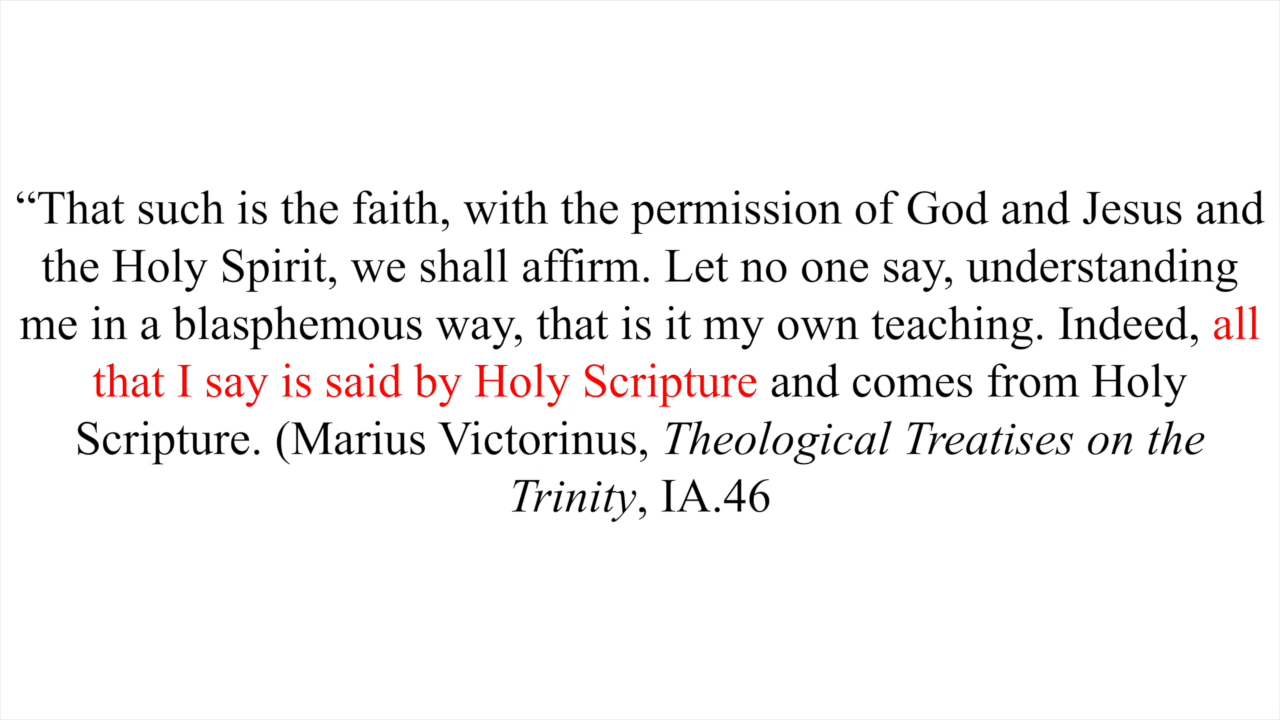 “That such is the faith, with the permission of God and Jesus and
the Holy Spirit, we shall affirm. Let no one say, understanding
me in a blasphemous way, that is it my own teaching. Indeed, all
that I say is said by Holy Scripture and comes from Holy
Scripture. (Marius Victorinus, Theological Treatises on the
Trinity, IA.46